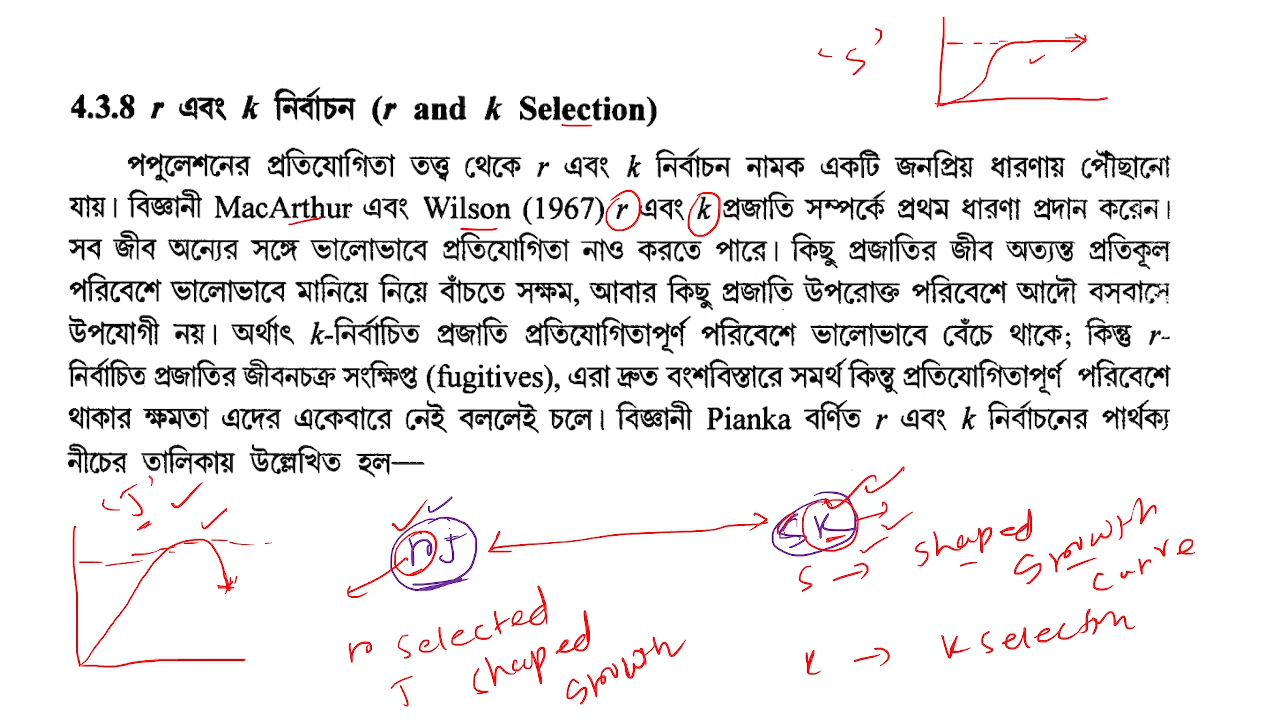 ‘S’
4.3.8 r এবং k নির্বাচন (r and k Selection)
পপুলেশনের প্রতিযোগিতা তত্ত্ব থেকে r এবং k নির্বাচন নামক একটি জনপ্রিয় ধারণায় পৌঁছানো
যায়। বিজ্ঞানী MacArthur এবং Wilson (1967) r এবং k প্রজাতি সম্পর্কে প্রথম ধারণা প্রদান করেন।
সব জীব অন্যের সঙ্গে ভালোভাবে প্রতিযোগিতা নাও করতে পারে। কিছু প্রজাতির জীব অত্যন্ত প্রতিকূল
পরিবেশে ভালোভাবে মানিয়ে নিয়ে বাঁচতে সক্ষম, আবার কিছু প্রজাতি উপরোক্ত পরিবেশে আদৌ বসবাসে
উপযোগী নয়। অর্থাৎ k-নির্বাচিত প্রজাতি প্রতিযোগিতাপূর্ণ পরিবেশে ভালোভাবে বেঁচে থাকে; কিন্তু r-
নির্বাচিত প্রজাতির জীবনচক্র সংক্ষিপ্ত (fugitives), এরা দ্রুত বংশবিস্তারে সমর্থ কিন্তু প্রতিযোগিতাপূর্ণ পরিবেশে
থাকার ক্ষমতা এদের একেবারে নেই বললেই চলে। বিজ্ঞানী Pianka বর্ণিত r এবং k নির্বাচনের পার্থক্য
নীচের তালিকায় উল্লেখিত হল—
‘J’
r J
S K
S → shaped growth curve
r selected
J shaped growth
K → K selection